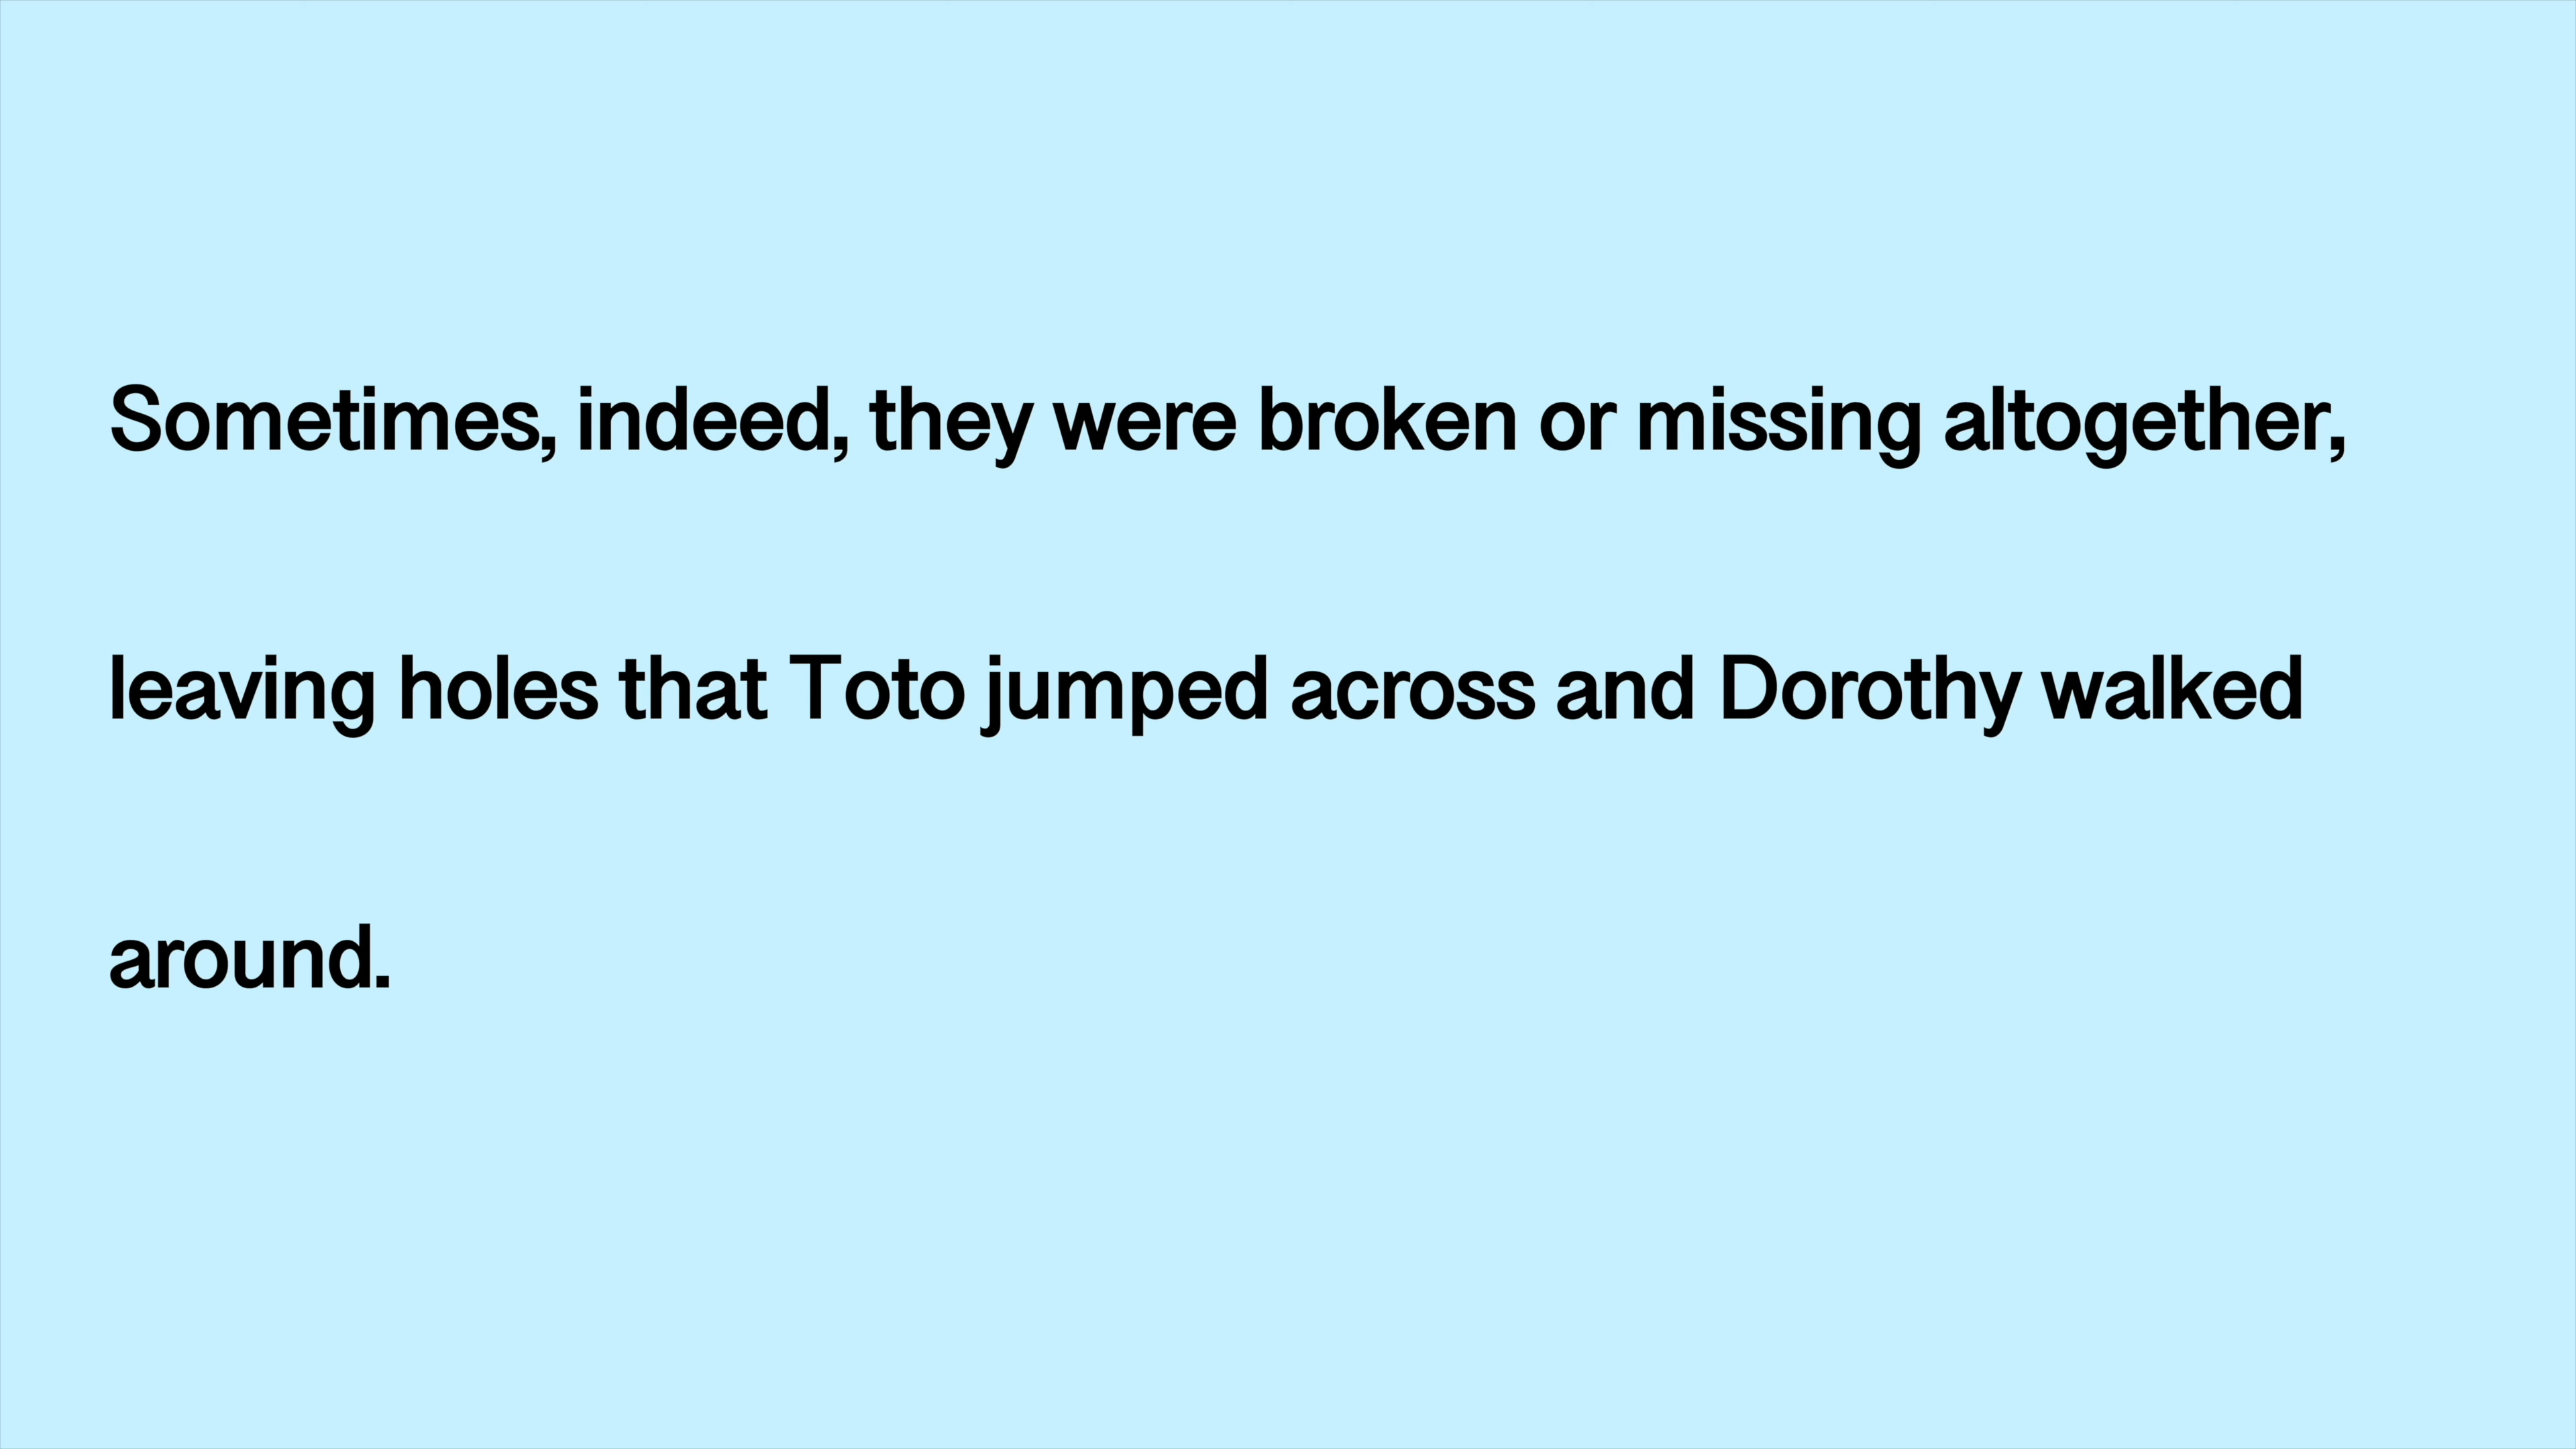 Sometimes, indeed, they were broken or missing altogether,
leaving holes that Toto jumped across and Dorothy walked
around.